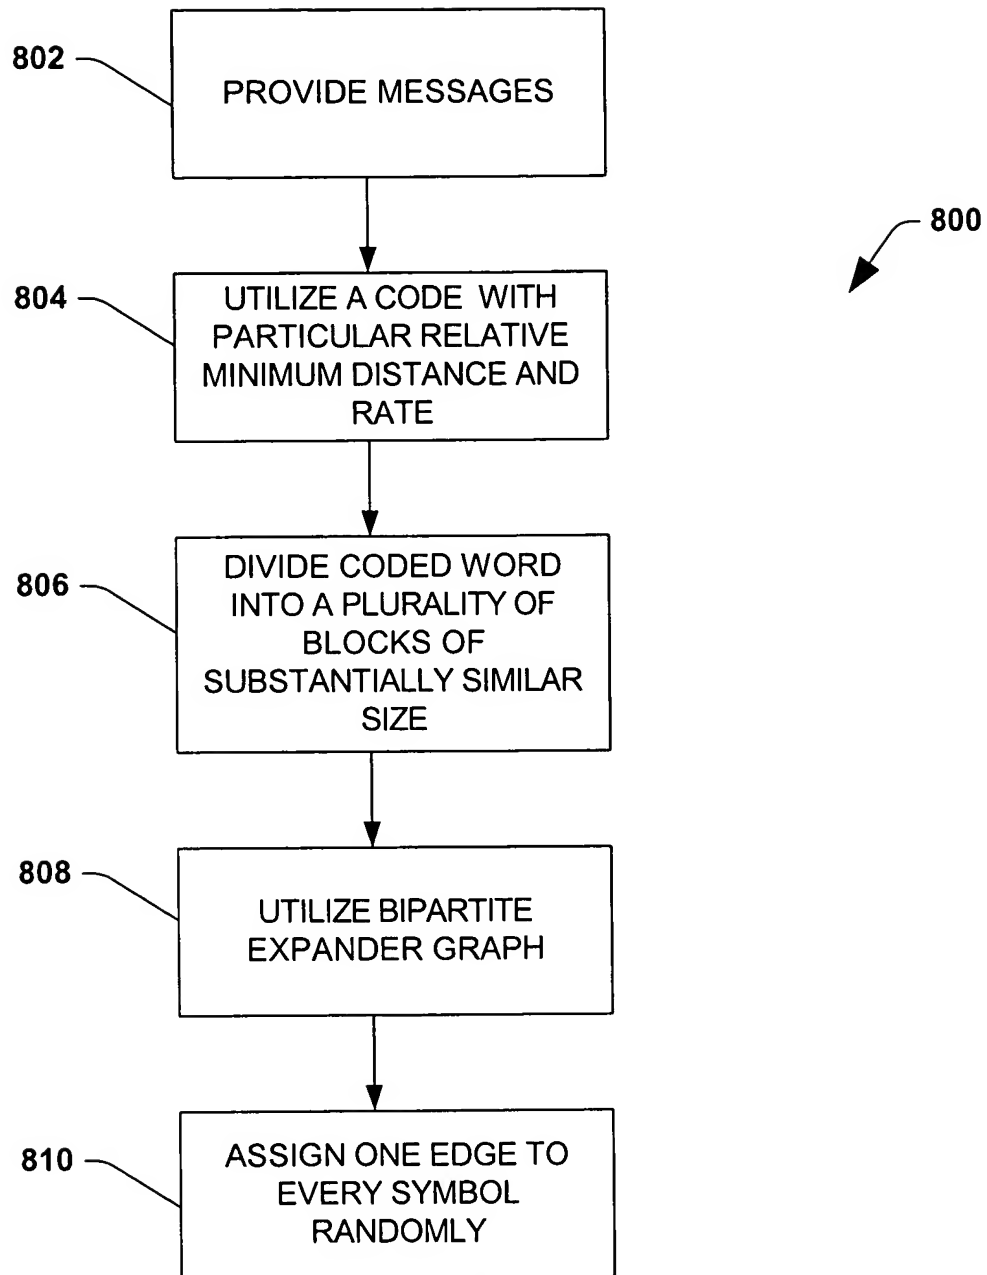 802
PROVIDE MESSAGES
800
804
UTILIZE A CODE WITH
PARTICULAR RELATIVE
MINIMUM DISTANCE AND
RATE
806
DIVIDE CODED WORD
INTO A PLURALITY OF
BLOCKS OF
SUBSTANTIALLY SIMILAR
SIZE
808
UTILIZE BIPARTITE
EXPANDER GRAPH
810
ASSIGN ONE EDGE TO
EVERY SYMBOL
RANDOMLY